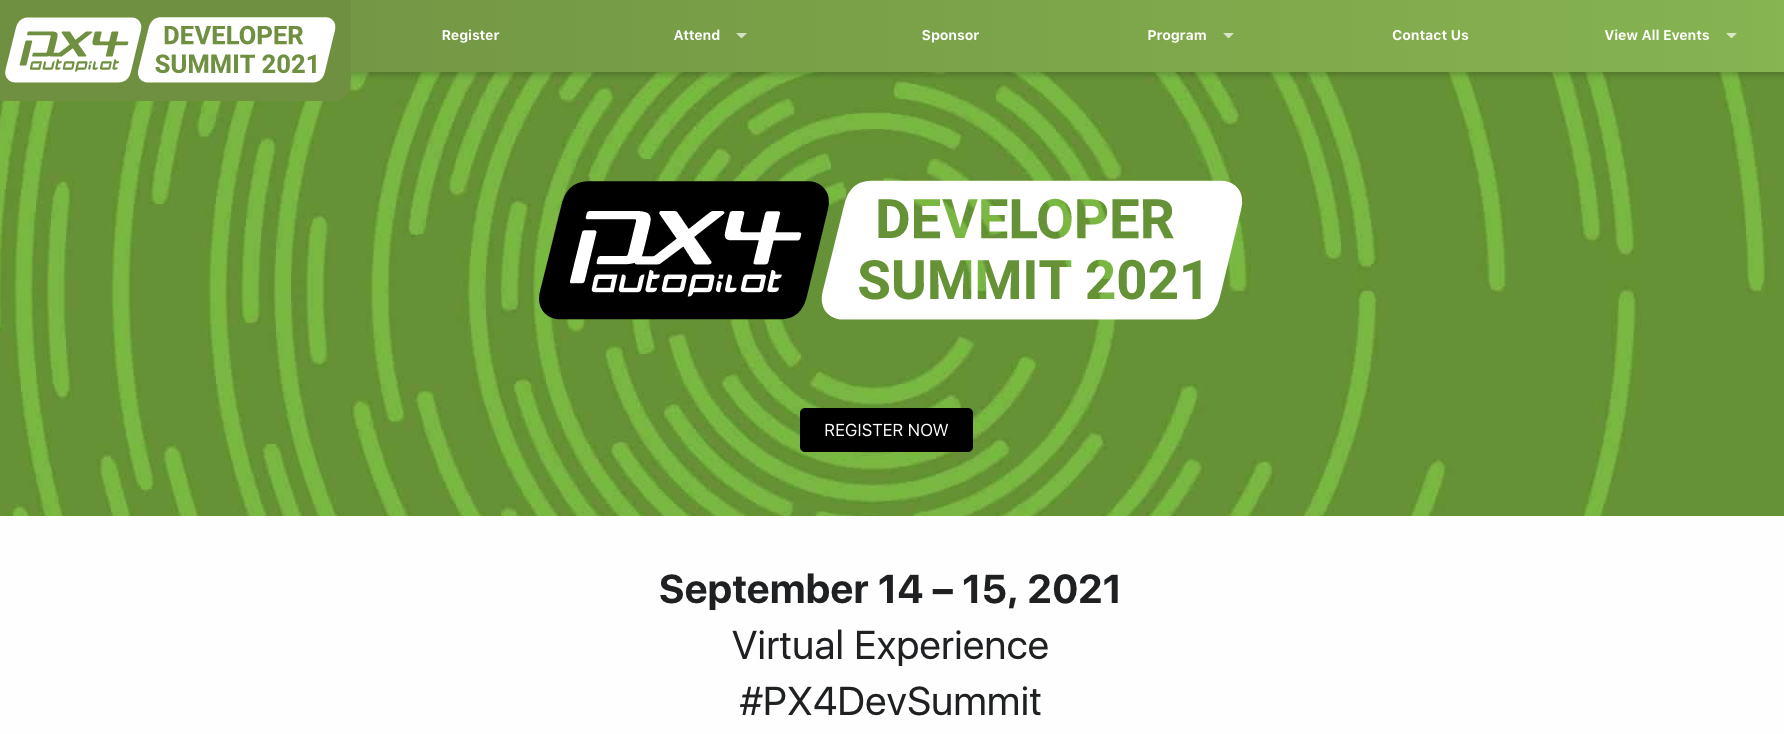 px4
autopilot
DEVELOPER
SUMMIT 2021
Register
Attend
Sponsor
Program
Contact Us
View All Events
px4
autopilot
DEVELOPER
SUMMIT 2021
REGISTER NOW
September 14 – 15, 2021
Virtual Experience
#PX4DevSummit